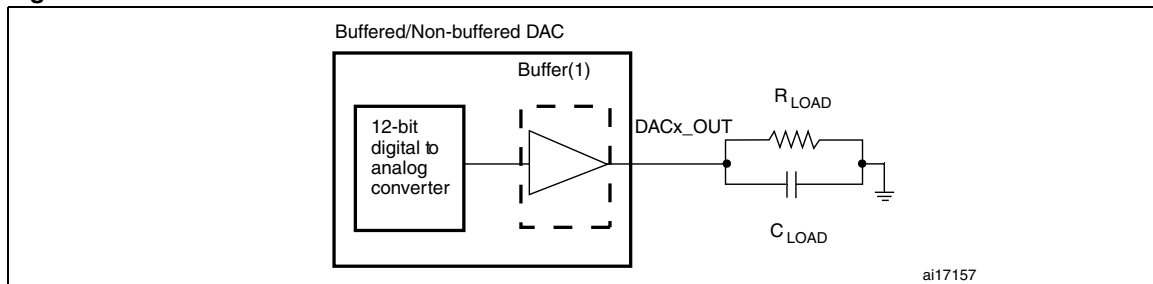 Buffered/Non-buffered DAC
Buffer(1)
12-bit
digital to
analog
converter
DACx_OUT
R LOAD
C LOAD
ai17157